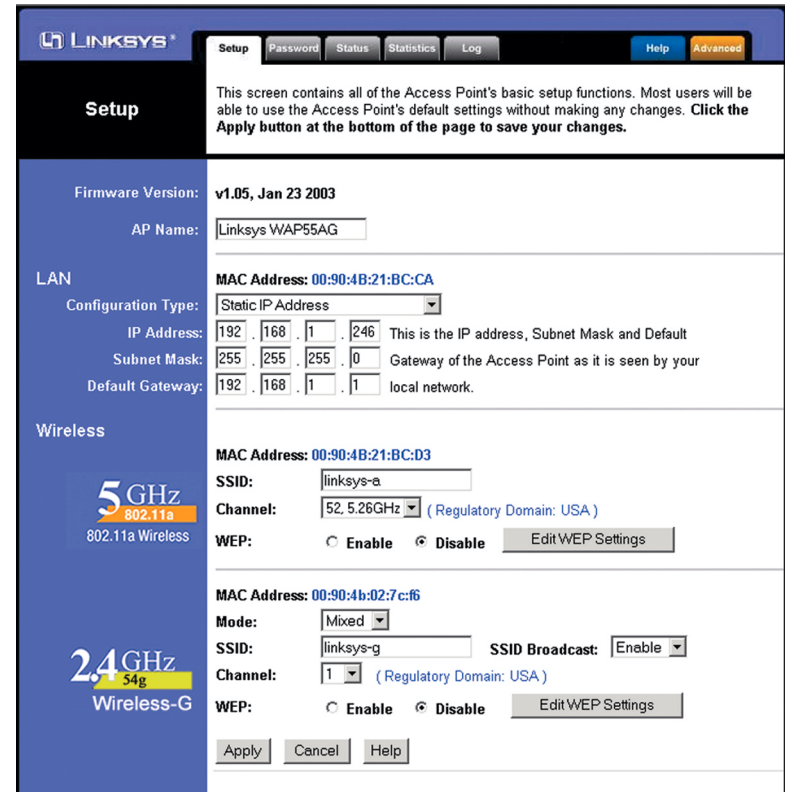 LINKSYS®
Setup Password Status Statistics Log Help Advanced
Setup
This screen contains all of the Access Point's basic setup functions. Most users will be
able to use the Access Point's default settings without making any changes. Click the
Apply button at the bottom of the page to save your changes.
Firmware Version: v1.05, Jan 23 2003
AP Name: Linksys WAP55AG
LAN
MAC Address: 00:90:4B:21:BC:CA
Configuration Type: Static IP Address
IP Address: 192 . 168 . 1 . 246 This is the IP address, Subnet Mask and Default
Subnet Mask: 255 . 255 . 255 . 0 Gateway of the Access Point as it is seen by your
Default Gateway: 192 . 168 . 1 . 1 local network.
Wireless
MAC Address: 00:90:4B:21:BC:D3
5 GHz
802.11a
802.11a Wireless
SSID: linksys-a
Channel: 52, 5.26GHz ( Regulatory Domain: USA )
WEP: Enable Disable Edit WEP Settings
MAC Address: 00:90:4b:02:7c:f6
2.4 GHz
54g
Wireless-G
Mode: Mixed
SSID: linksys-g SSID Broadcast: Enable
Channel: 1 ( Regulatory Domain: USA )
WEP: Enable Disable Edit WEP Settings
Apply Cancel Help